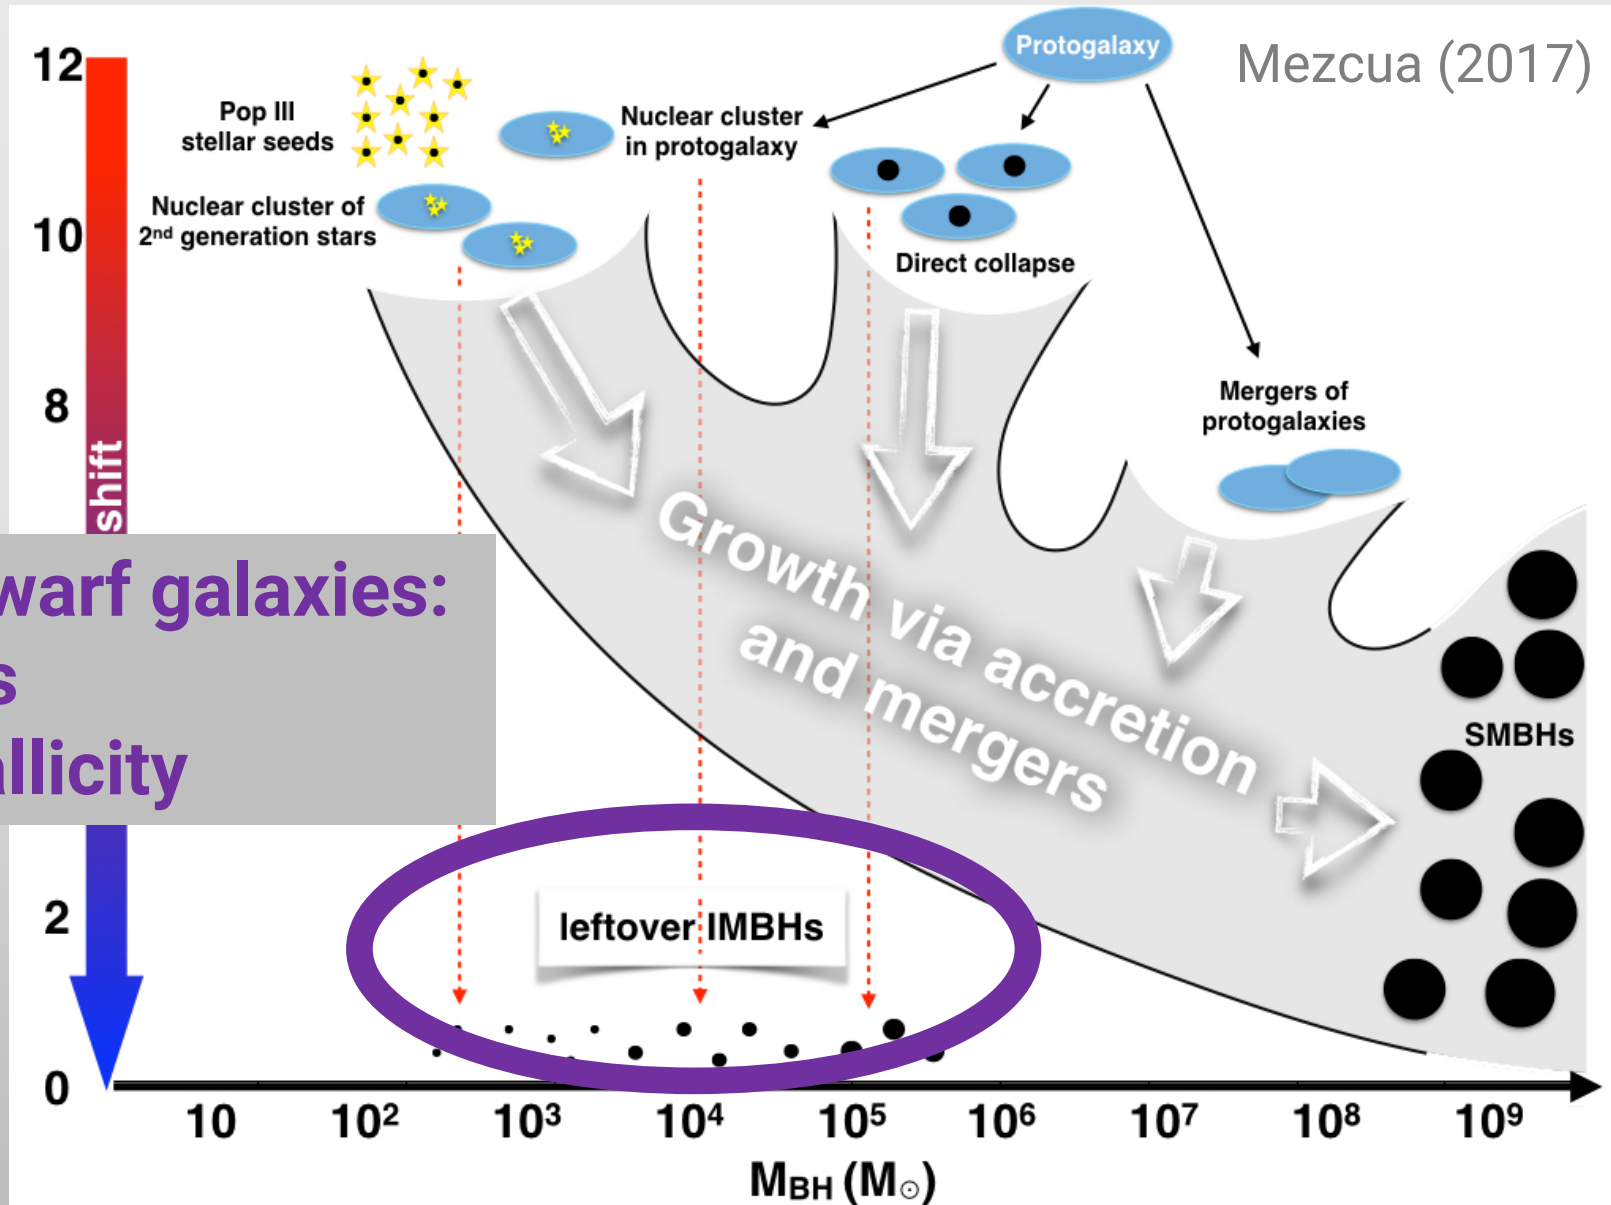 Mezcua (2017)
Protogalaxy
12
10
8
2
0
shift
Pop III
stellar seeds
Nuclear cluster
in protogalaxy
Nuclear cluster of
2nd generation stars
Direct collapse
Mergers of
protogalaxies
Growth via accretion
and mergers
warf galaxies:
s
allicity
SMBHs
leftover IMBHs
10 10² 10³ 10⁴ 10⁵ 10⁶ 10⁷ 10⁸ 10⁹
MBH (M☉)